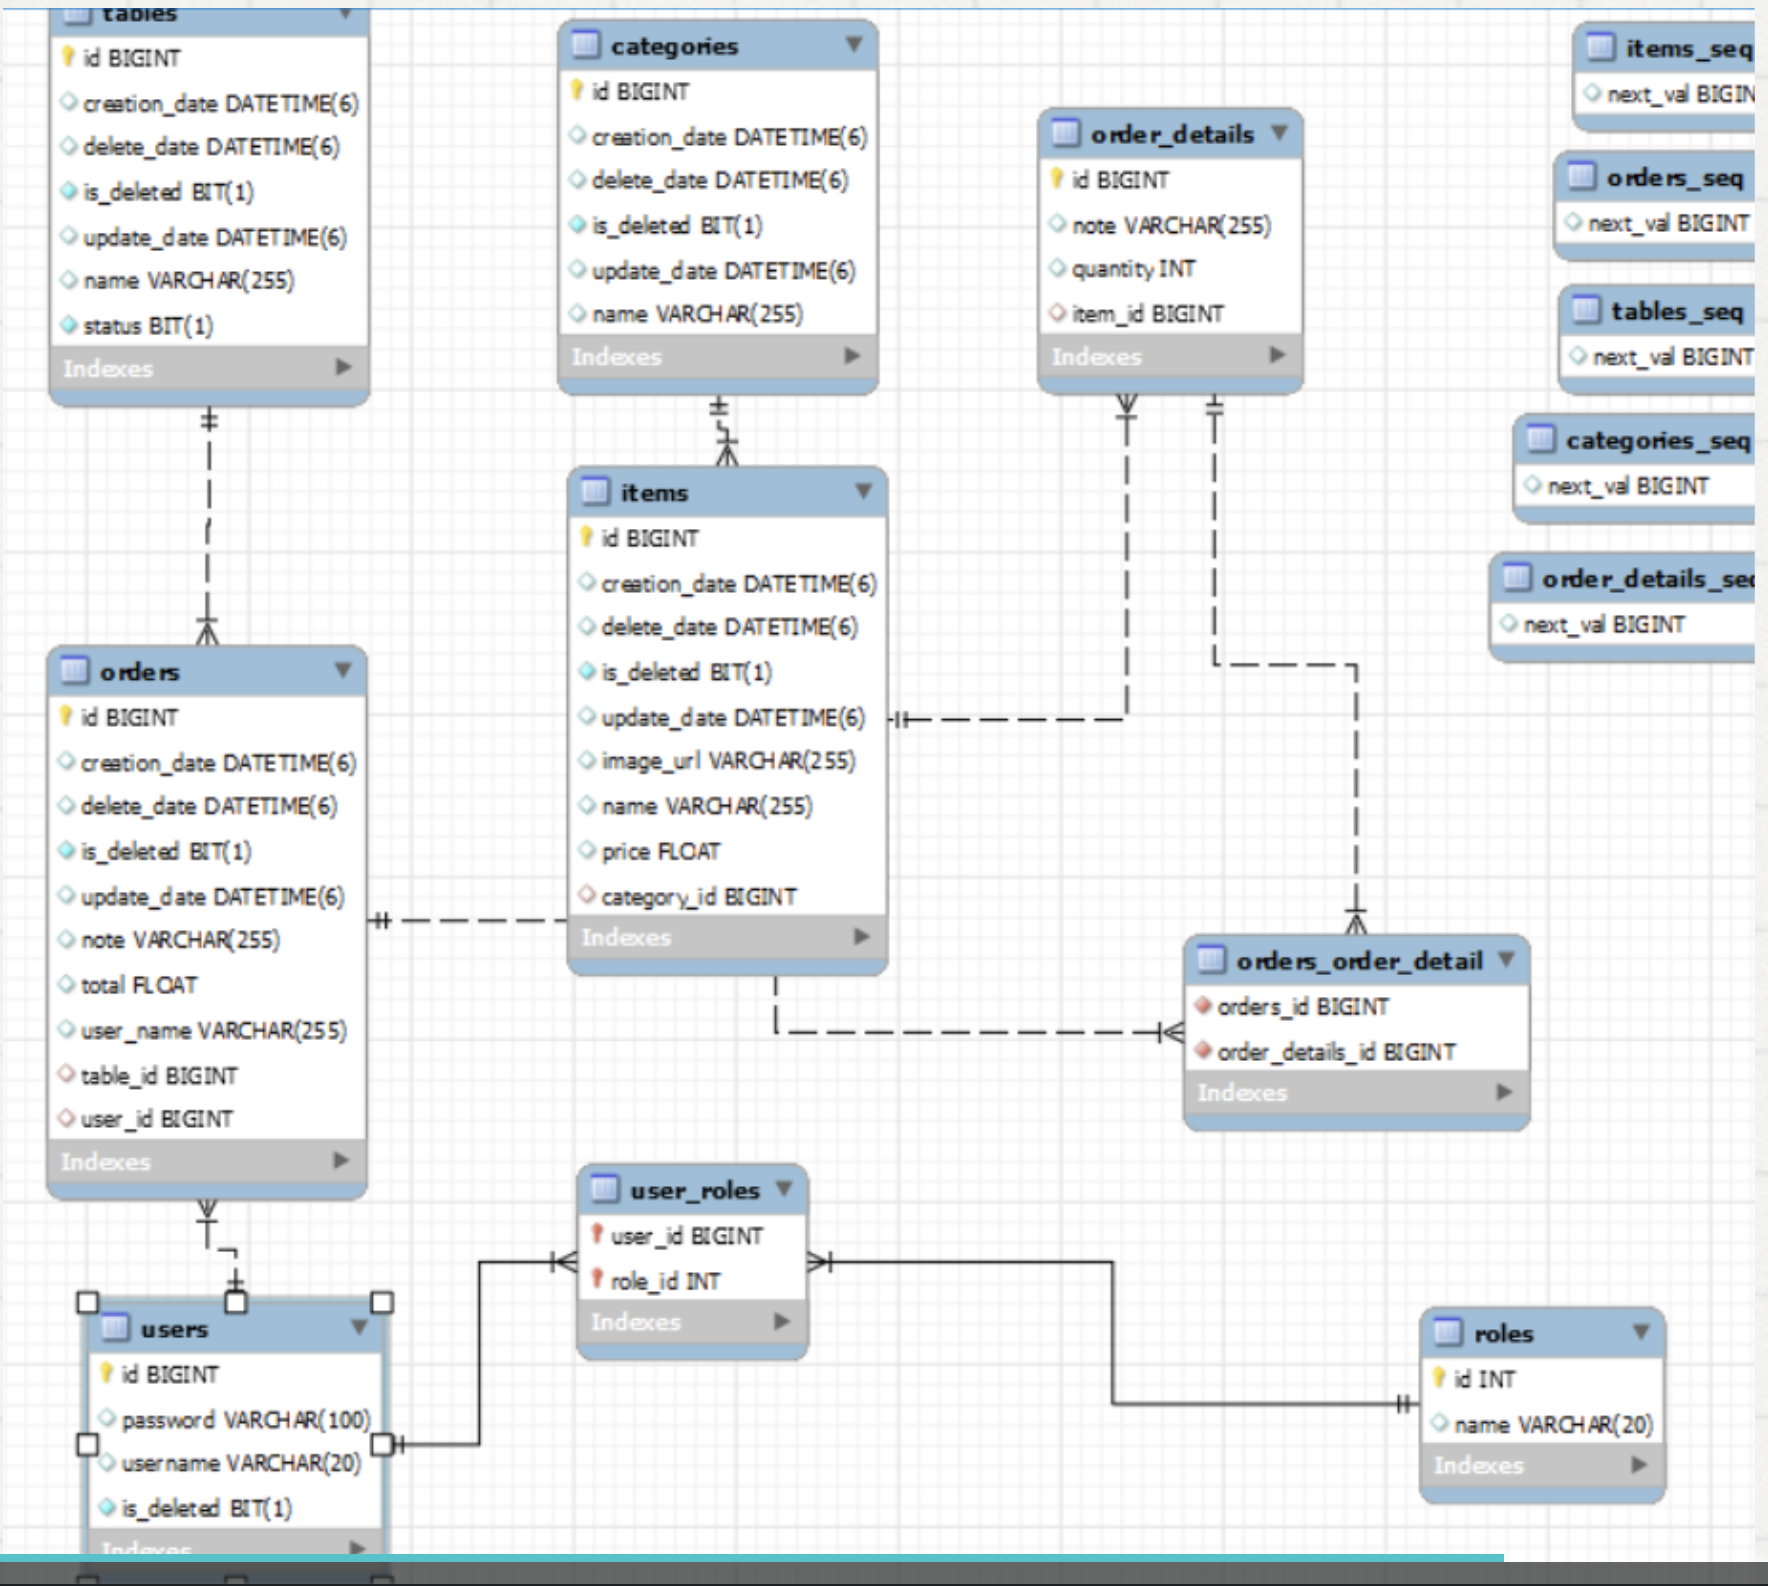 tables
id BIGINT
creation_date DATETIME(6)
delete_date DATETIME(6)
is_deleted BIT(1)
update_date DATETIME(6)
name VARCHAR(255)
status BIT(1)
Indexes
categories
id BIGINT
creation_date DATETIME(6)
delete_date DATETIME(6)
is_deleted BIT(1)
update_date DATETIME(6)
name VARCHAR(255)
Indexes
order_details
id BIGINT
note VARCHAR(255)
quantity INT
item_id BIGINT
Indexes
items_seq
next_val BIGIN
orders_seq
next_val BIGINT
tables_seq
next_val BIGINT
categories_seq
next_val BIGINT
order_details_seq
next_val BIGINT
items
id BIGINT
creation_date DATETIME(6)
delete_date DATETIME(6)
is_deleted BIT(1)
update_date DATETIME(6)
image_url VARCHAR(255)
name VARCHAR(255)
price FLOAT
category_id BIGINT
Indexes
orders
id BIGINT
creation_date DATETIME(6)
delete_date DATETIME(6)
is_deleted BIT(1)
update_date DATETIME(6)
note VARCHAR(255)
total FLOAT
user_name VARCHAR(255)
table_id BIGINT
user_id BIGINT
Indexes
orders_order_detail
orders_id BIGINT
order_details_id BIGINT
Indexes
user_roles
user_id BIGINT
role_id INT
Indexes
users
id BIGINT
password VARCHAR(100)
username VARCHAR(20)
is_deleted BIT(1)
Indexes
roles
id INT
name VARCHAR(20)
Indexes